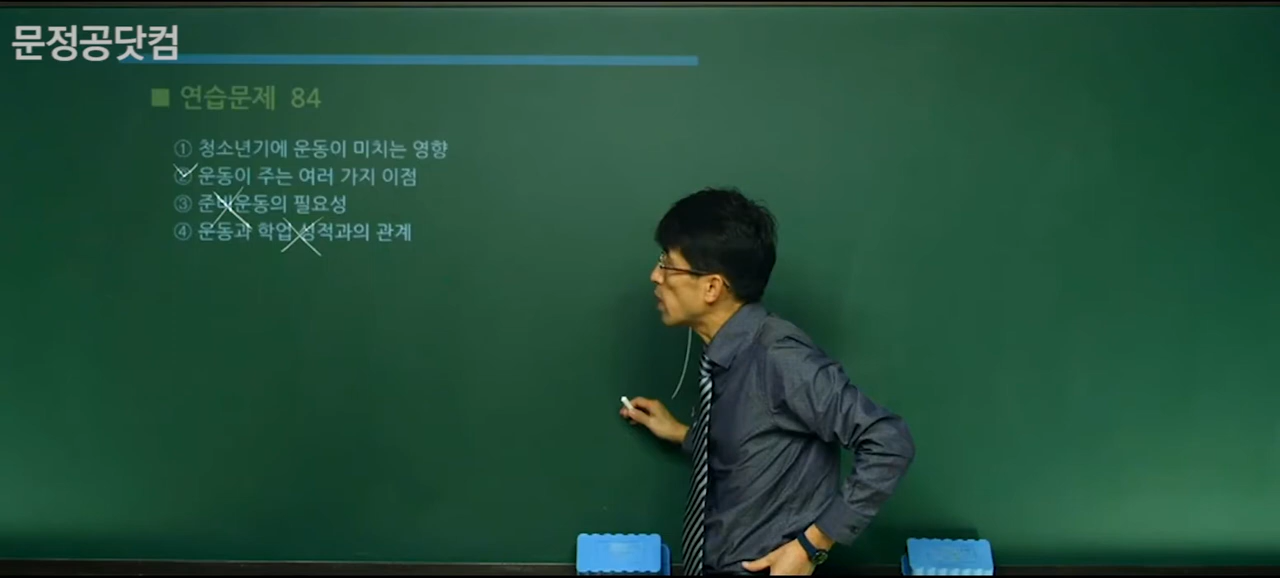 문정공닷컴
■ 연습문제 84
① 청소년기에 운동이 미치는 영향
② 운동이 주는 여러 가지 이점
③ 준비운동의 필요성
④ 운동과 학업 성적과의 관계